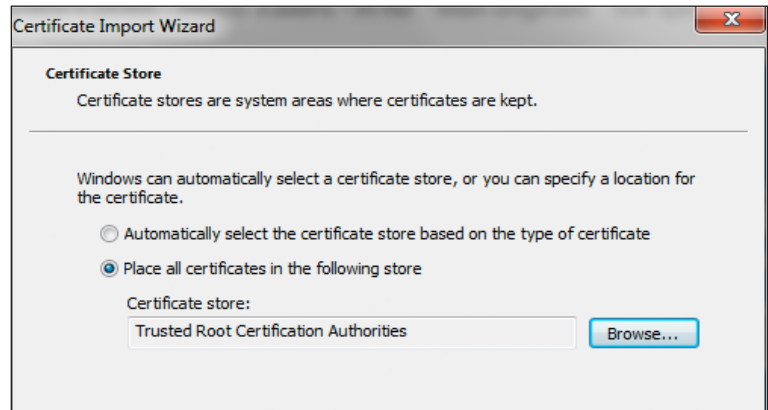 Certificate Import Wizard
Certificate Store
Certificate stores are system areas where certificates are kept.
Windows can automatically select a certificate store, or you can specify a location for
the certificate.
Automatically select the certificate store based on the type of certificate
Place all certificates in the following store
Certificate store:
Trusted Root Certification Authorities
Browse...